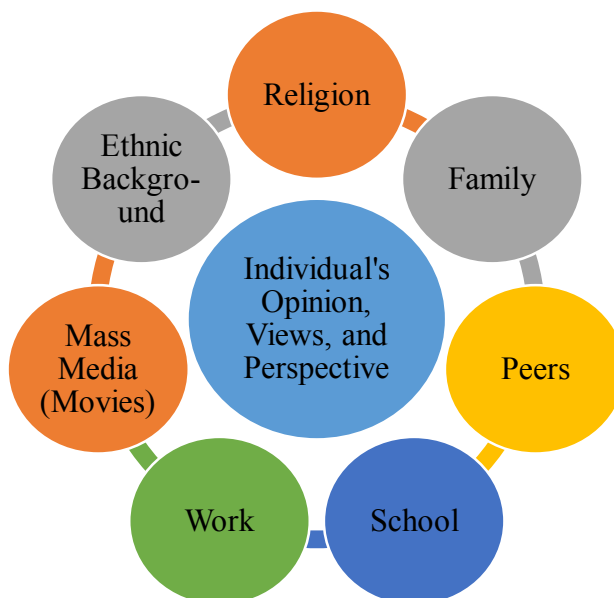 Religion
Family
Peers
School
Work
Mass
Media
(Movies)
Ethnic
Backgro-
und
Individual's
Opinion,
Views, and
Perspective